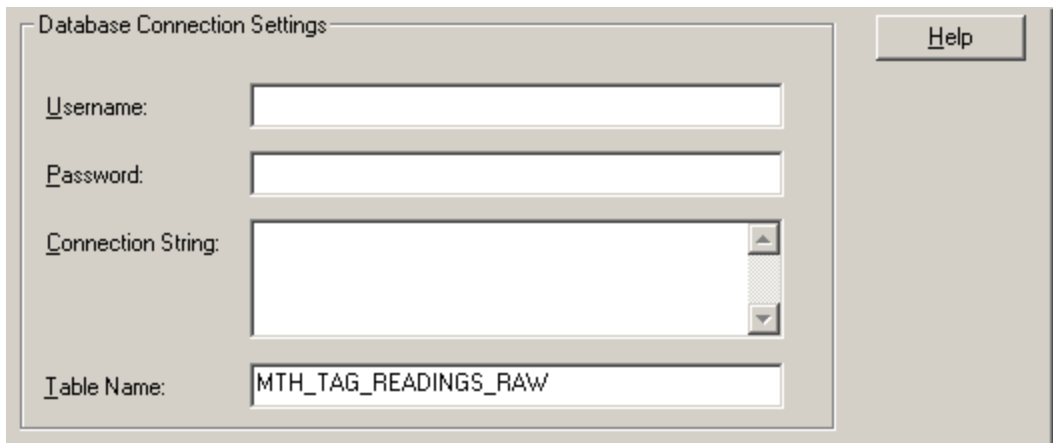 Database Connection Settings
Help
Username:
Password:
Connection String:
Table Name:
MTH_TAG_READINGS_RAW